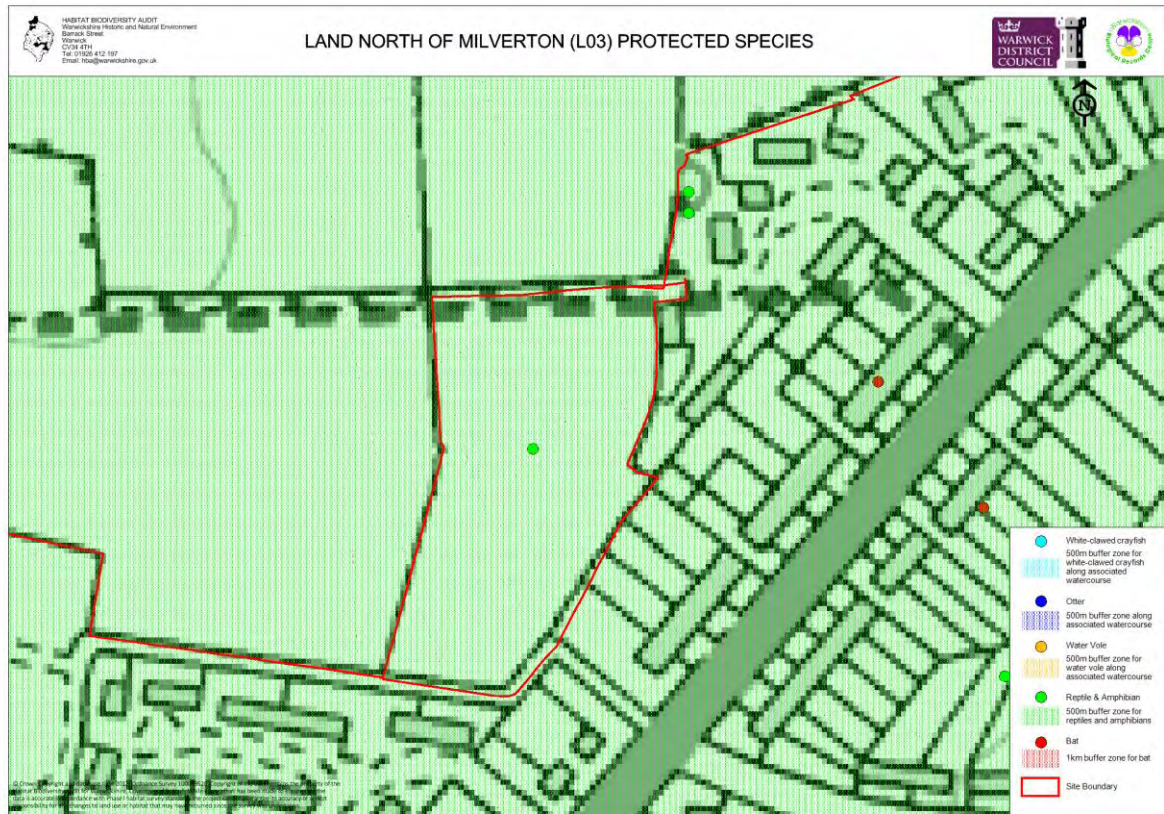 HABITAT BIODIVERSITY AUDIT
Warwickshire Historic and Natural Environment
Barrack Street
Warwick
CV34 4TH
Tel: 01926 412 197
Email: hba@warwickshire.gov.uk
LAND NORTH OF MILVERTON (L03) PROTECTED SPECIES
WARWICK
DISTRICT
COUNCIL
N
White-clawed crayfish
500m buffer zone for
white-clawed crayfish
along associated
watercourse
Otter
500m buffer zone along
associated watercourse
Water Vole
500m buffer zone for
water vole along
associated watercourse
Reptile & Amphibian
500m buffer zone for
reptiles and amphibians
Bat
1km buffer zone for bat
Site Boundary